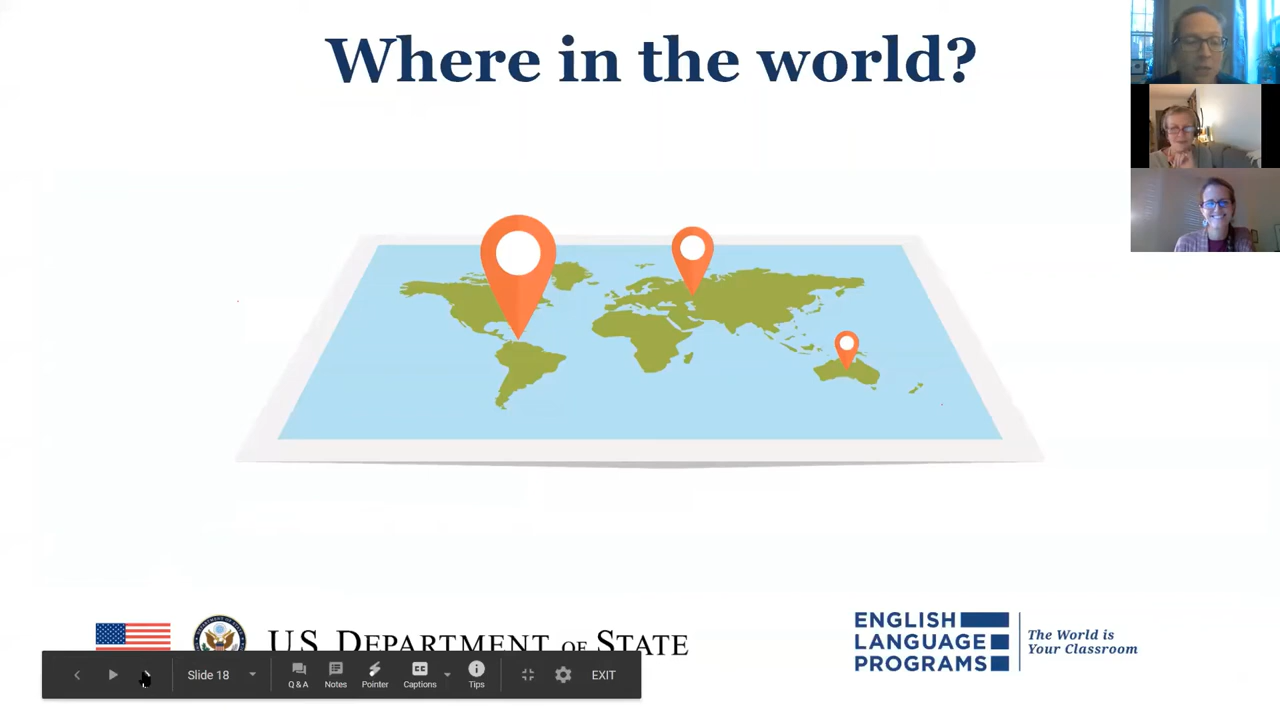 Where in the world?
U.S. DEPARTMENT OF STATE
ENGLISH
LANGUAGE
PROGRAMS
The World is
Your Classroom
Slide 18
Q & A
Notes
Pointer
Captions
Tips
EXIT